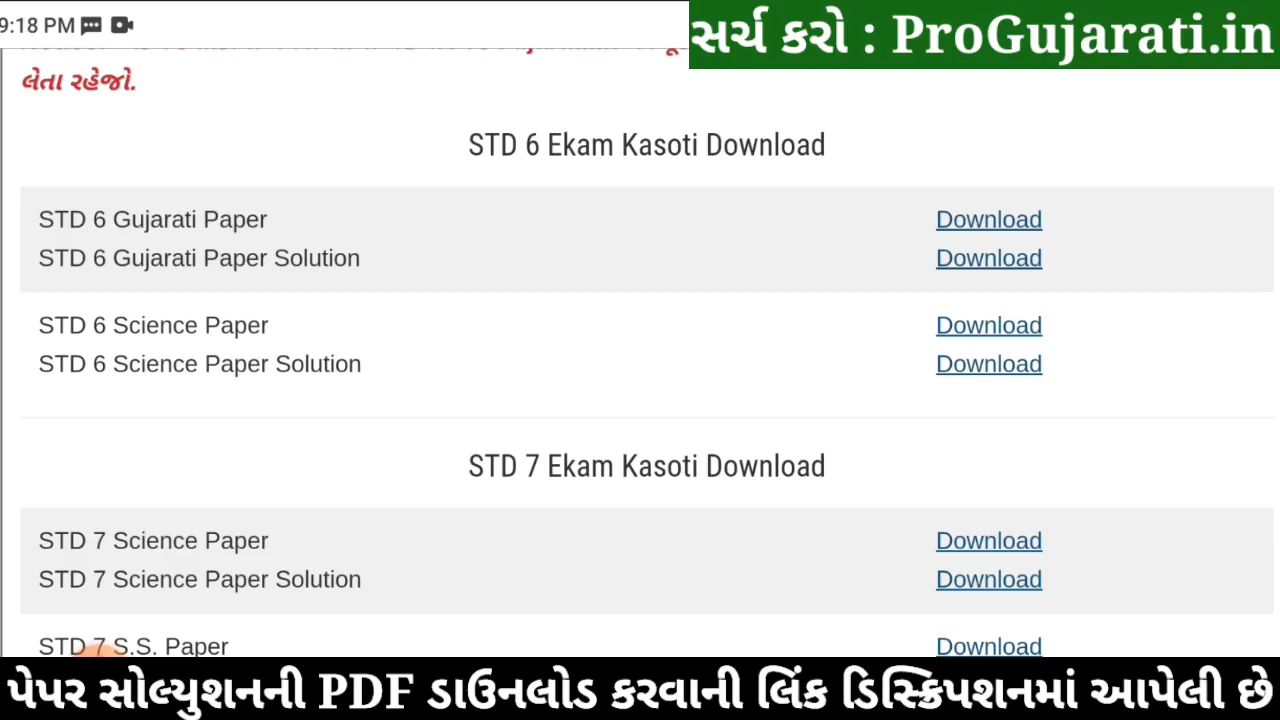 9:18 PM
સર્ચ કરો : ProGujarati.in
લેતા રહેજો.
STD 6 Ekam Kasoti Download
STD 6 Gujarati Paper Download
STD 6 Gujarati Paper Solution Download
STD 6 Science Paper Download
STD 6 Science Paper Solution Download
STD 7 Ekam Kasoti Download
STD 7 Science Paper Download
STD 7 Science Paper Solution Download
STD 7 S.S. Paper Download
પેપર સોલ્યુશનની PDF ડાઉનલોડ કરવાની લિંક ડિસ્ક્રિપશનમાં આપેલી છે